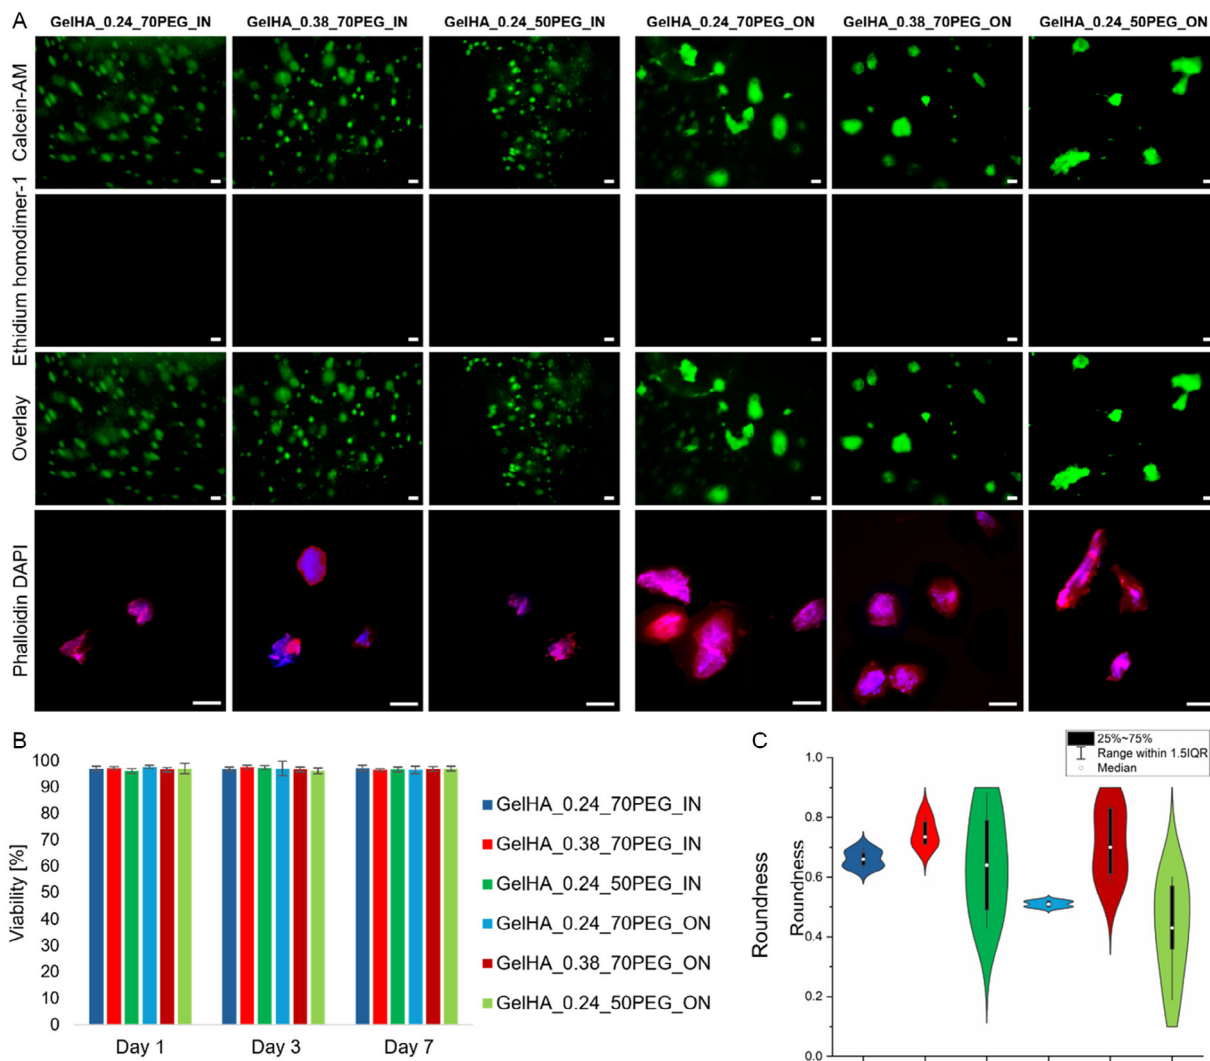 A
GelHA_0.24_70PEG_IN
GelHA_0.38_70PEG_IN
GelHA_0.24_50PEG_IN
GelHA_0.24_70PEG_ON
GelHA_0.38_70PEG_ON
GelHA_0.24_50PEG_ON
Calcein-AM
Ethidium homodimer-1
Overlay
Phalloidin DAPI
B
Viability [%]
100
90
80
70
60
50
40
30
20
10
0
Day 1
Day 3
Day 7
GelHA_0.24_70PEG_IN
GelHA_0.38_70PEG_IN
GelHA_0.24_50PEG_IN
GelHA_0.24_70PEG_ON
GelHA_0.38_70PEG_ON
GelHA_0.24_50PEG_ON
C
25%~75%
Range within 1.5IQR
Median
Roundness
Roundness
1.0
0.8
0.6
0.4
0.2
0.0